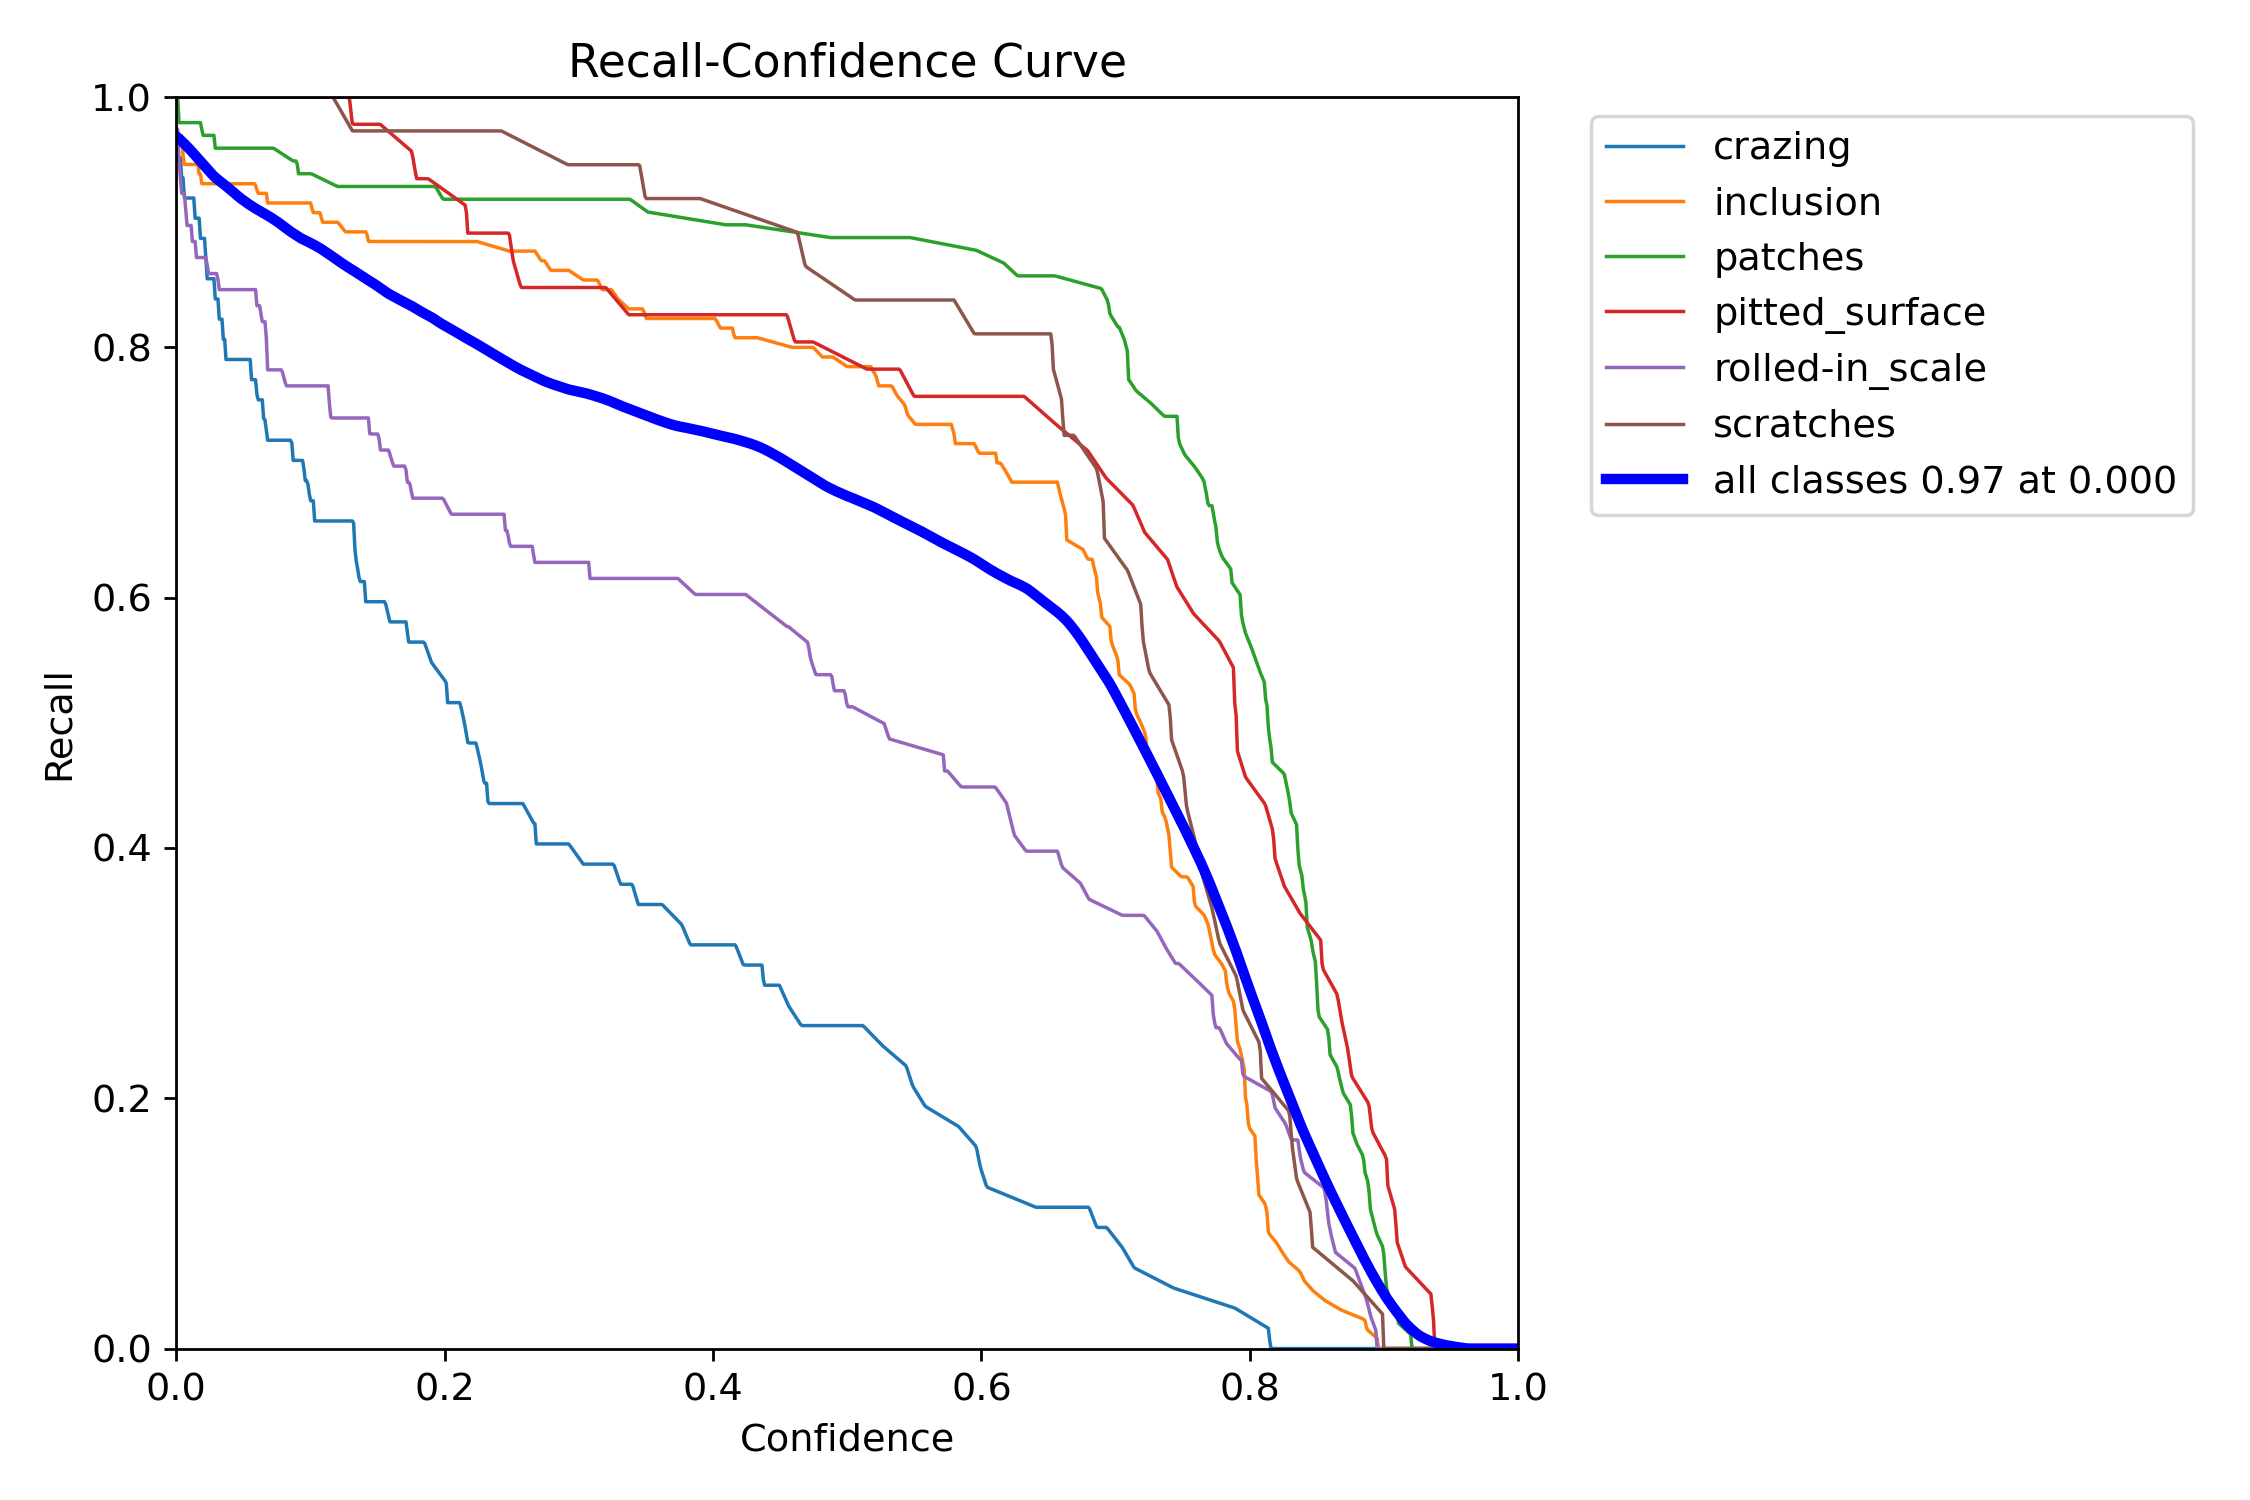 Recall-Confidence Curve
1.0
0.8
0.6
0.4
0.2
0.0
Recall
0.0 0.2 0.4 0.6 0.8 1.0
Confidence
crazing
inclusion
patches
pitted_surface
rolled-in_scale
scratches
all classes 0.97 at 0.000